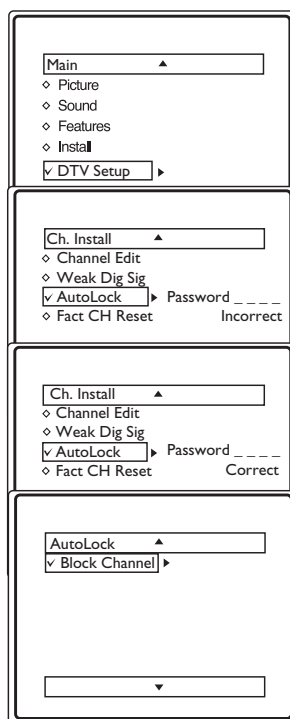 Main
Picture
Sound
Features
Install
DTV Setup
Ch. Install
Channel Edit
Weak Dig Sig
AutoLock Password _ _ _ _
Fact CH Reset Incorrect
Ch. Install
Channel Edit
Weak Dig Sig
AutoLock Password _ _ _ _
Fact CH Reset Correct
AutoLock
Block Channel